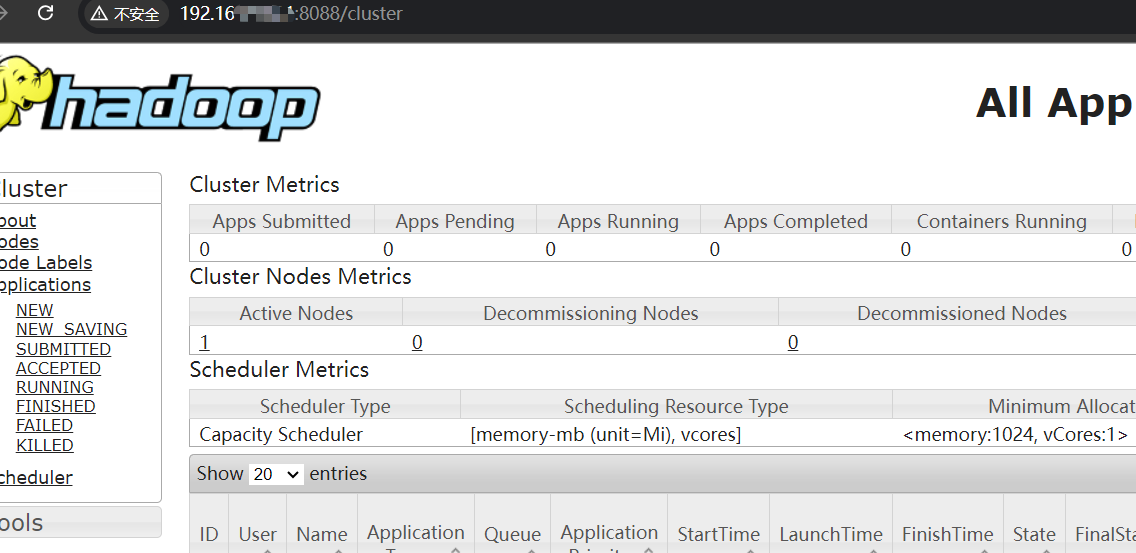 不安全 192.16 :8088/cluster
hadoop
All App
Cluster
bout
odes
ode Labels
pplications
NEW
NEW_SAVING
SUBMITTED
ACCEPTED
RUNNING
FINISHED
FAILED
KILLED
cheduler
ools
Cluster Metrics
Apps Submitted Apps Pending Apps Running Apps Completed Containers Running
0 0 0 0 0 0
Cluster Nodes Metrics
Active Nodes Decommissioning Nodes Decommissioned Nodes
1 0 0
Scheduler Metrics
Scheduler Type Scheduling Resource Type Minimum Allocat
Capacity Scheduler [memory-mb (unit=Mi), vcores] <memory:1024, vCores:1>
Show 20 entries
ID User Name Application Queue Application StartTime LaunchTime FinishTime State FinalSta